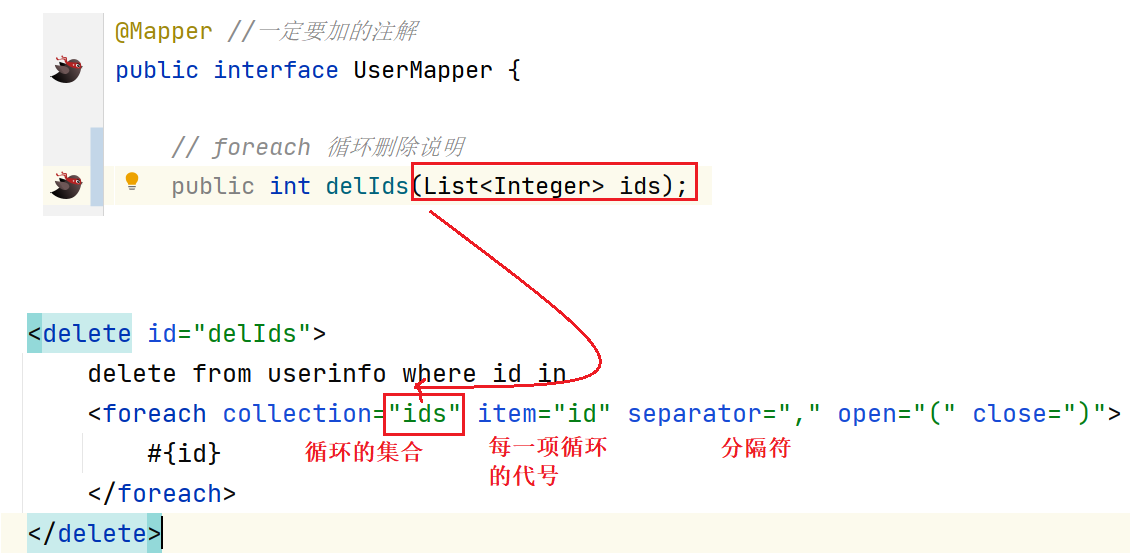 @Mapper //一定要加的注解
public interface UserMapper {
// foreach 循环删除说明
public int delIds(List<Integer> ids);
<delete id="delIds">
delete from userinfo where id in
<foreach collection="ids" item="id" separator="," open="(" close=")">
循环的集合 每一项循环的代号 分隔符
#{id}
</foreach>
</delete>